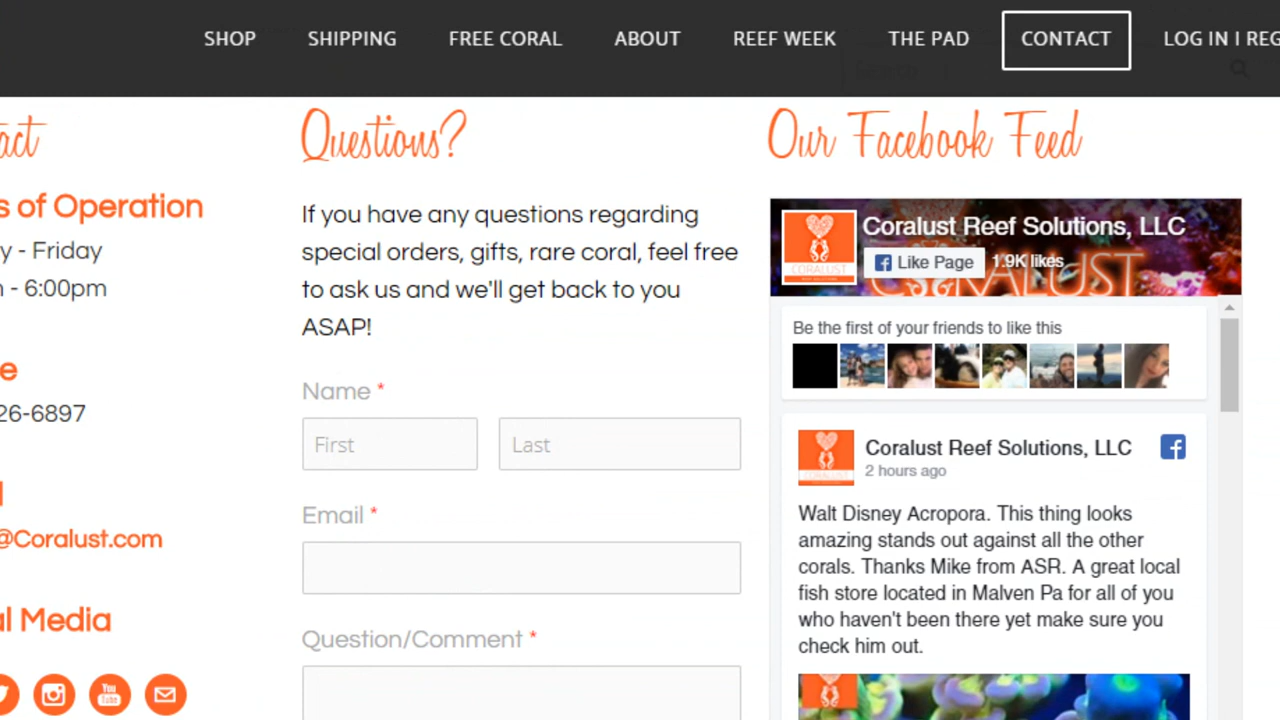 SHOP SHIPPING FREE CORAL ABOUT REEF WEEK THE PAD CONTACT LOG IN I REG
Search
act
s of Operation
y - Friday
n - 6:00pm
e
26-6897
l
@Coralust.com
al Media
You
Tube
Questions?
If you have any questions regarding
special orders, gifts, rare coral, feel free
to ask us and we'll get back to you
ASAP!
Name *
First Last
Email *
Question/Comment *
Our Facebook Feed
Coralust Reef Solutions, LLC
Like Page 1.9K likes
CORALUST
Be the first of your friends to like this
Coralust Reef Solutions, LLC
2 hours ago
Walt Disney Acropora. This thing looks
amazing stands out against all the other
corals. Thanks Mike from ASR. A great local
fish store located in Malven Pa for all of you
who haven't been there yet make sure you
check him out.